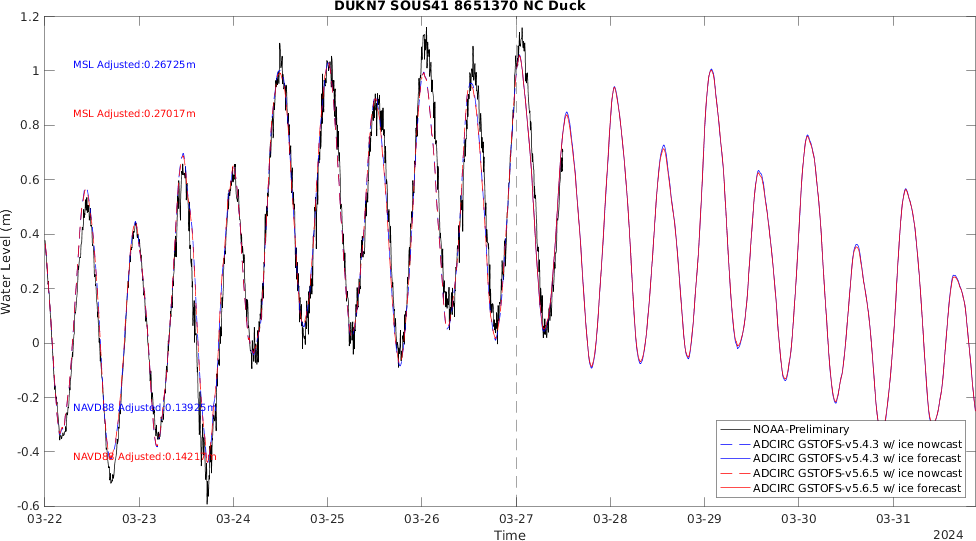 DUKN7 SOUS41 8651370 NC Duck
1.2
1
0.8
0.6
0.4
0.2
0
-0.2
-0.4
-0.6
Water Level (m)
MSL Adjusted:0.26725m
MSL Adjusted:0.27017m
NAVD88 Adjusted:0.13925m
NAVD88 Adjusted:0.1421
NOAA-Preliminary
ADCIRC GSTOFS-v5.4.3 w/ ice nowcast
ADCIRC GSTOFS-v5.4.3 w/ ice forecast
ADCIRC GSTOFS-v5.6.5 w/ ice nowcast
ADCIRC GSTOFS-v5.6.5 w/ ice forecast
03-22 03-23 03-24 03-25 03-26 03-27 03-28 03-29 03-30 03-31
Time
2024